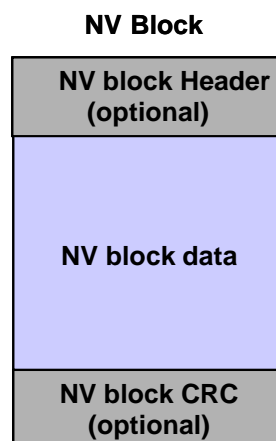 NV Block
NV block Header
(optional)
NV block data
NV block CRC
(optional)